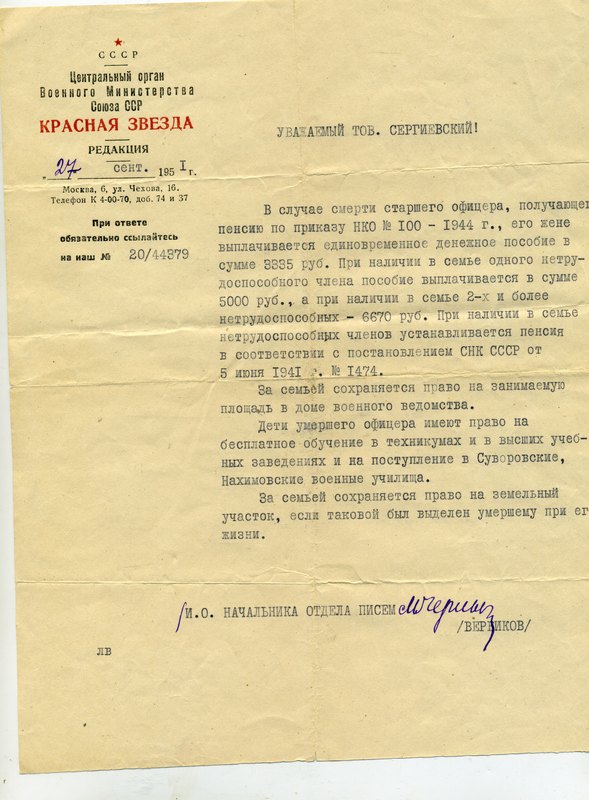 СССР
Центральный орган
Военного Министерства
Союза ССР
КРАСНАЯ ЗВЕЗДА
РЕДАКЦИЯ
"27" сент. 1951 г.
Москва, 6, ул. Чехова, 16.
Телефон К 4-00-70, доб. 74 и 37
При ответе
обязательно ссылайтесь
на наш № 20/44379
УВАЖАЕМЫЙ ТОВ. СЕРГИЕВСКИЙ!
В случае смерти старшего офицера, получающег
пенсию по приказу НКО № 100 - 1944 г., его жене
выплачивается единовременное денежное пособие в
сумме 3335 руб. При наличии в семье одного нетру-
доспособного члена пособие выплачивается в сумме
5000 руб., а при наличии в семье 2-х и более
нетрудоспособных - 6670 руб. При наличии в семье
нетрудоспособных членов устанавливается пенсия
в соответствии с постановлением СНК СССР от
5 июня 1941 г. № 1474.
За семьей сохраняется право на занимаемую
площадь в доме военного ведомства.
Дети умершего офицера имеют право на
бесплатное обучение в техникумах и в высших учеб-
ных заведениях и на поступление в Суворовские,
Нахимовские военные училища.
За семьей сохраняется право на земельный
участок, если таковой был выделен умершему при ег
жизни.
И.О. НАЧАЛЬНИКА ОТДЕЛА ПИСЕМ
/ВЕРБИКОВ/
лв